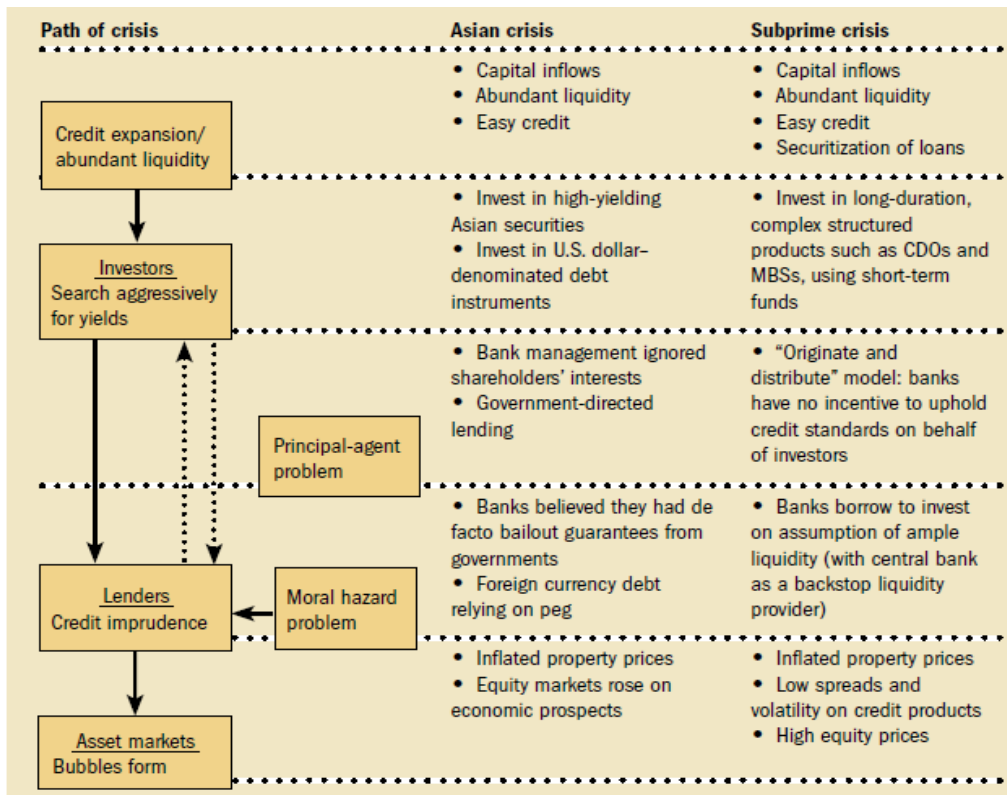 Path of crisis
Asian crisis
Subprime crisis
Credit expansion/
abundant liquidity
• Capital inflows
• Abundant liquidity
• Easy credit
• Capital inflows
• Abundant liquidity
• Easy credit
• Securitization of loans
Investors
Search aggressively
for yields
• Invest in high-yielding
Asian securities
• Invest in U.S. dollar–
denominated debt
instruments
• Invest in long-duration,
complex structured
products such as CDOs and
MBSs, using short-term
funds
Principal-agent
problem
• Bank management ignored
shareholders’ interests
• Government-directed
lending
• “Originate and
distribute” model: banks
have no incentive to uphold
credit standards on behalf
of investors
Lenders
Credit imprudence
Moral hazard
problem
• Banks believed they had de
facto bailout guarantees from
governments
• Foreign currency debt
relying on peg
• Banks borrow to invest
on assumption of ample
liquidity (with central bank
as a backstop liquidity
provider)
Asset markets
Bubbles form
• Inflated property prices
• Equity markets rose on
economic prospects
• Inflated property prices
• Low spreads and
volatility on credit products
• High equity prices